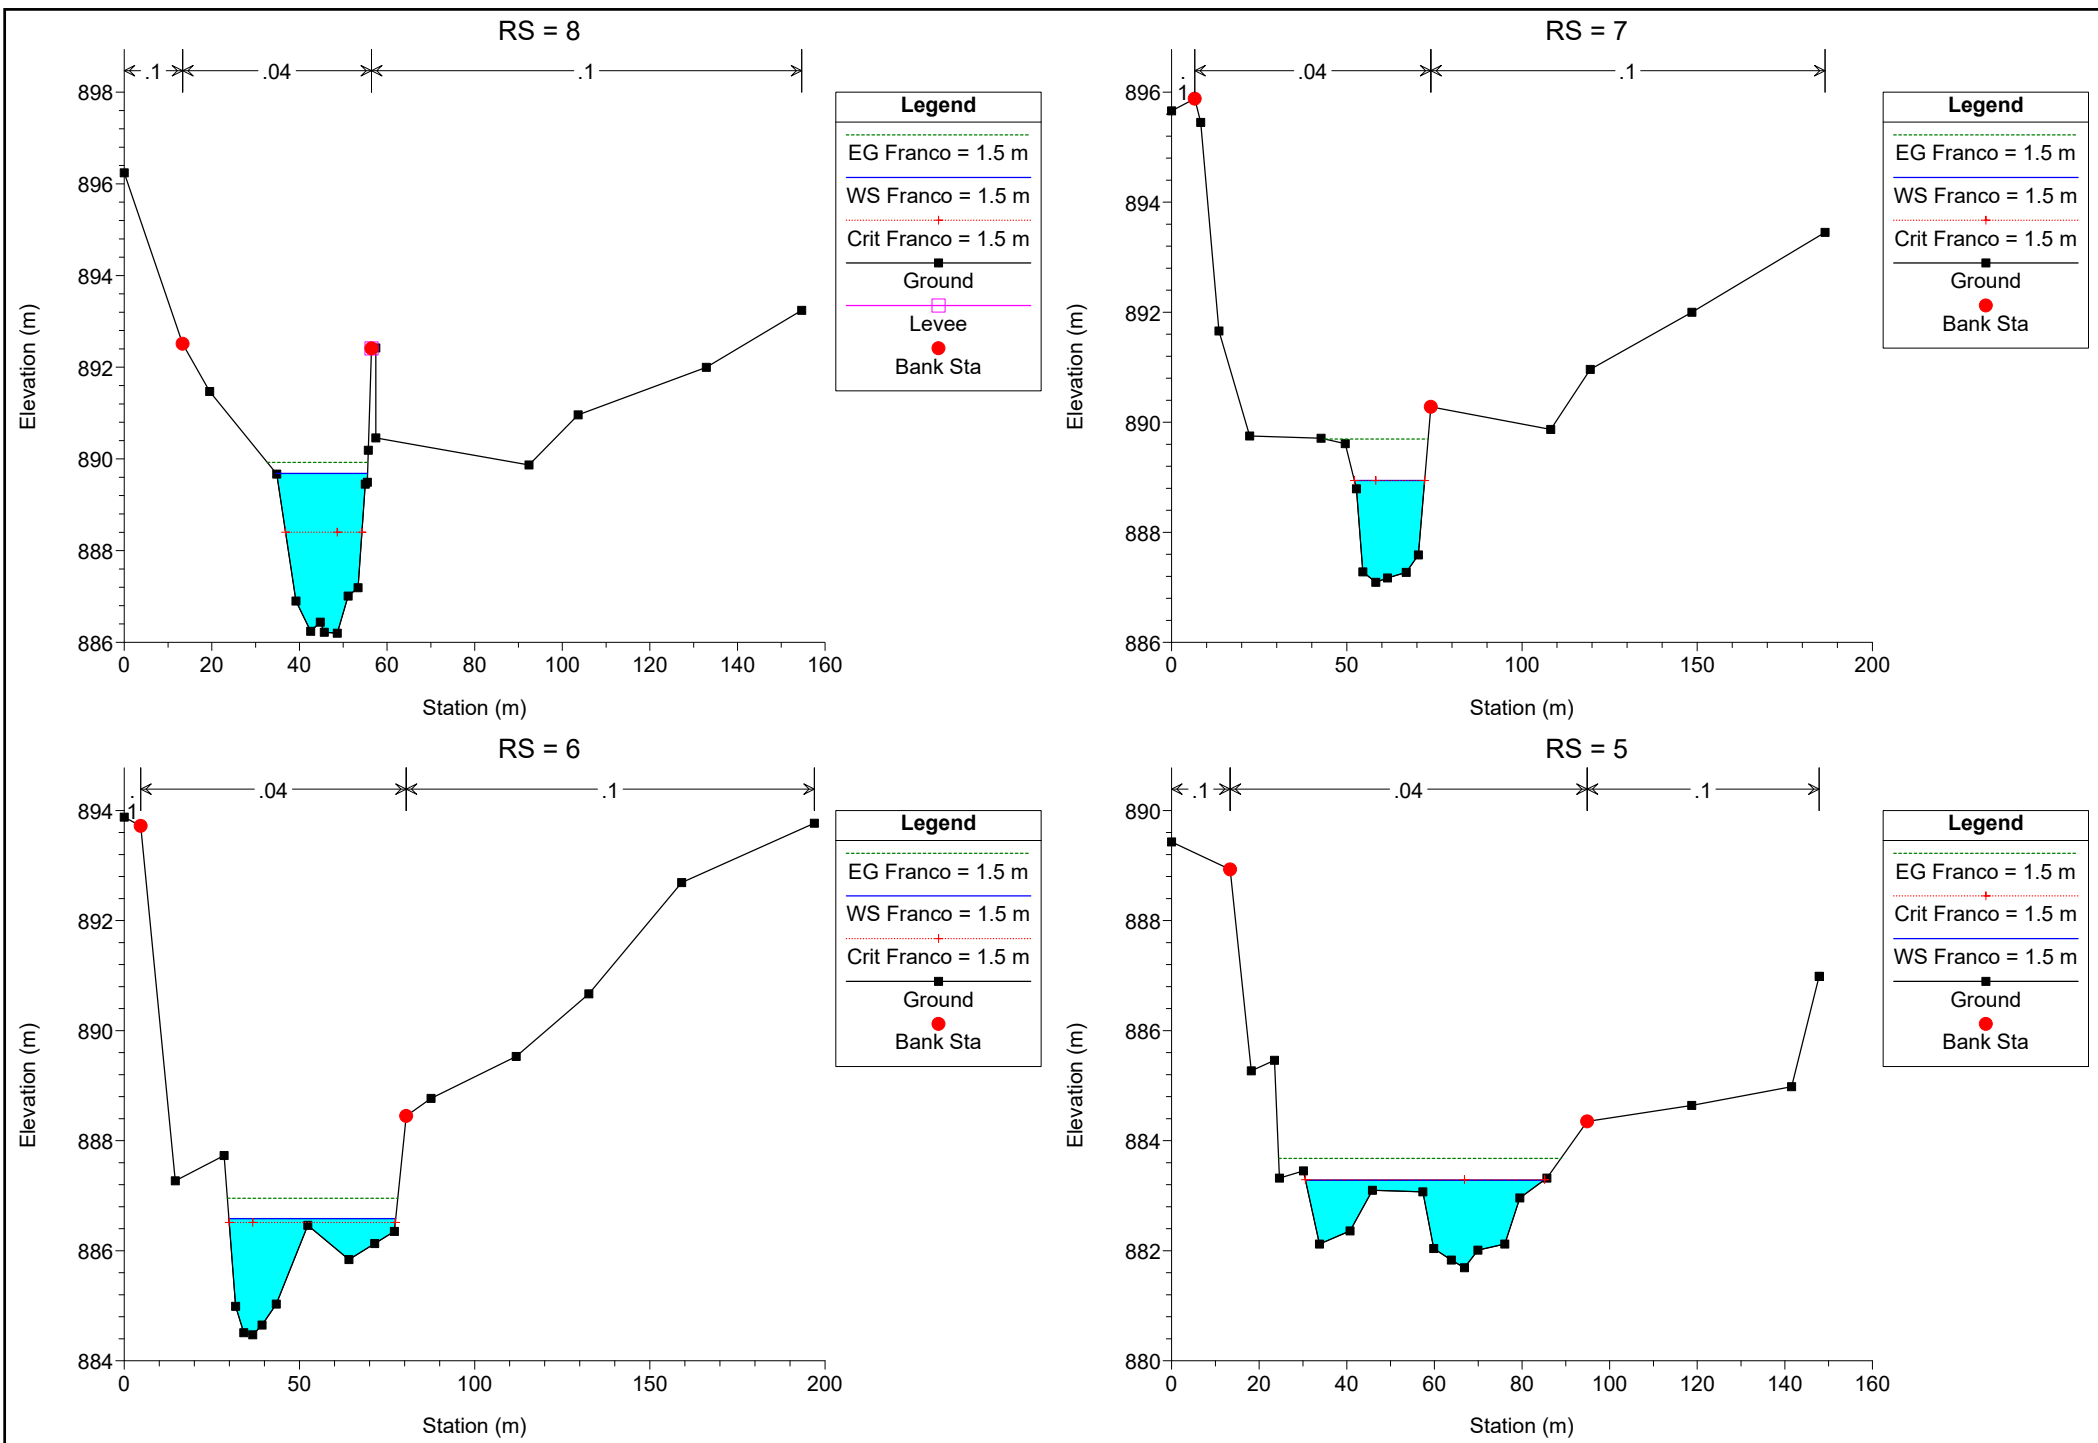 RS = 8
.1 .04 .1
898
896
894
892
890
888
886
0 20 40 60 80 100 120 140 160
Elevation (m)
Station (m)
Legend
EG Franco = 1.5 m
WS Franco = 1.5 m
Crit Franco = 1.5 m
Ground
Levee
Bank Sta
RS = 7
.1 .04 .1
896
894
892
890
888
886
0 50 100 150 200
Elevation (m)
Station (m)
Legend
EG Franco = 1.5 m
WS Franco = 1.5 m
Crit Franco = 1.5 m
Ground
Bank Sta
RS = 6
.1 .04 .1
894
892
890
888
886
884
0 50 100 150 200
Elevation (m)
Station (m)
Legend
EG Franco = 1.5 m
WS Franco = 1.5 m
Crit Franco = 1.5 m
Ground
Bank Sta
RS = 5
.1 .04 .1
890
888
886
884
882
880
0 20 40 60 80 100 120 140 160
Elevation (m)
Station (m)
Legend
EG Franco = 1.5 m
Crit Franco = 1.5 m
WS Franco = 1.5 m
Ground
Bank Sta